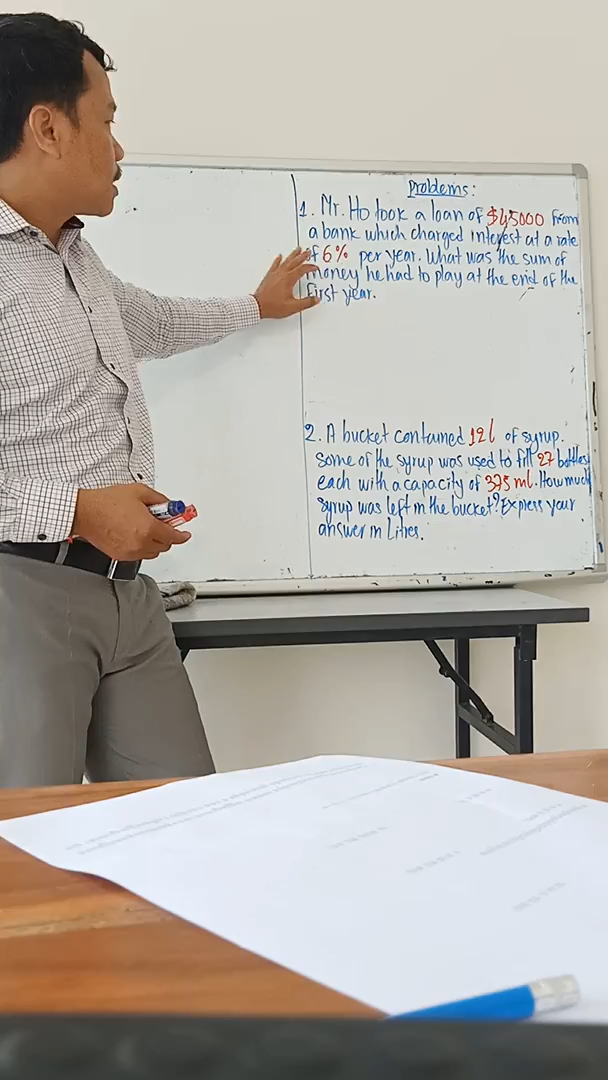 Problems:
1. Mr. Ho took a loan of $45000 from
a bank which charged interest at a rate
of 6% per year. What was the sum of
money he had to play at the end of the
first year.
2. A bucket contained 12l of syrup.
some of the syrup was used to fill 27 bottles
each with a capacity of 375 ml. How much
syrup was left in the bucket? Express your
answer in Litres.